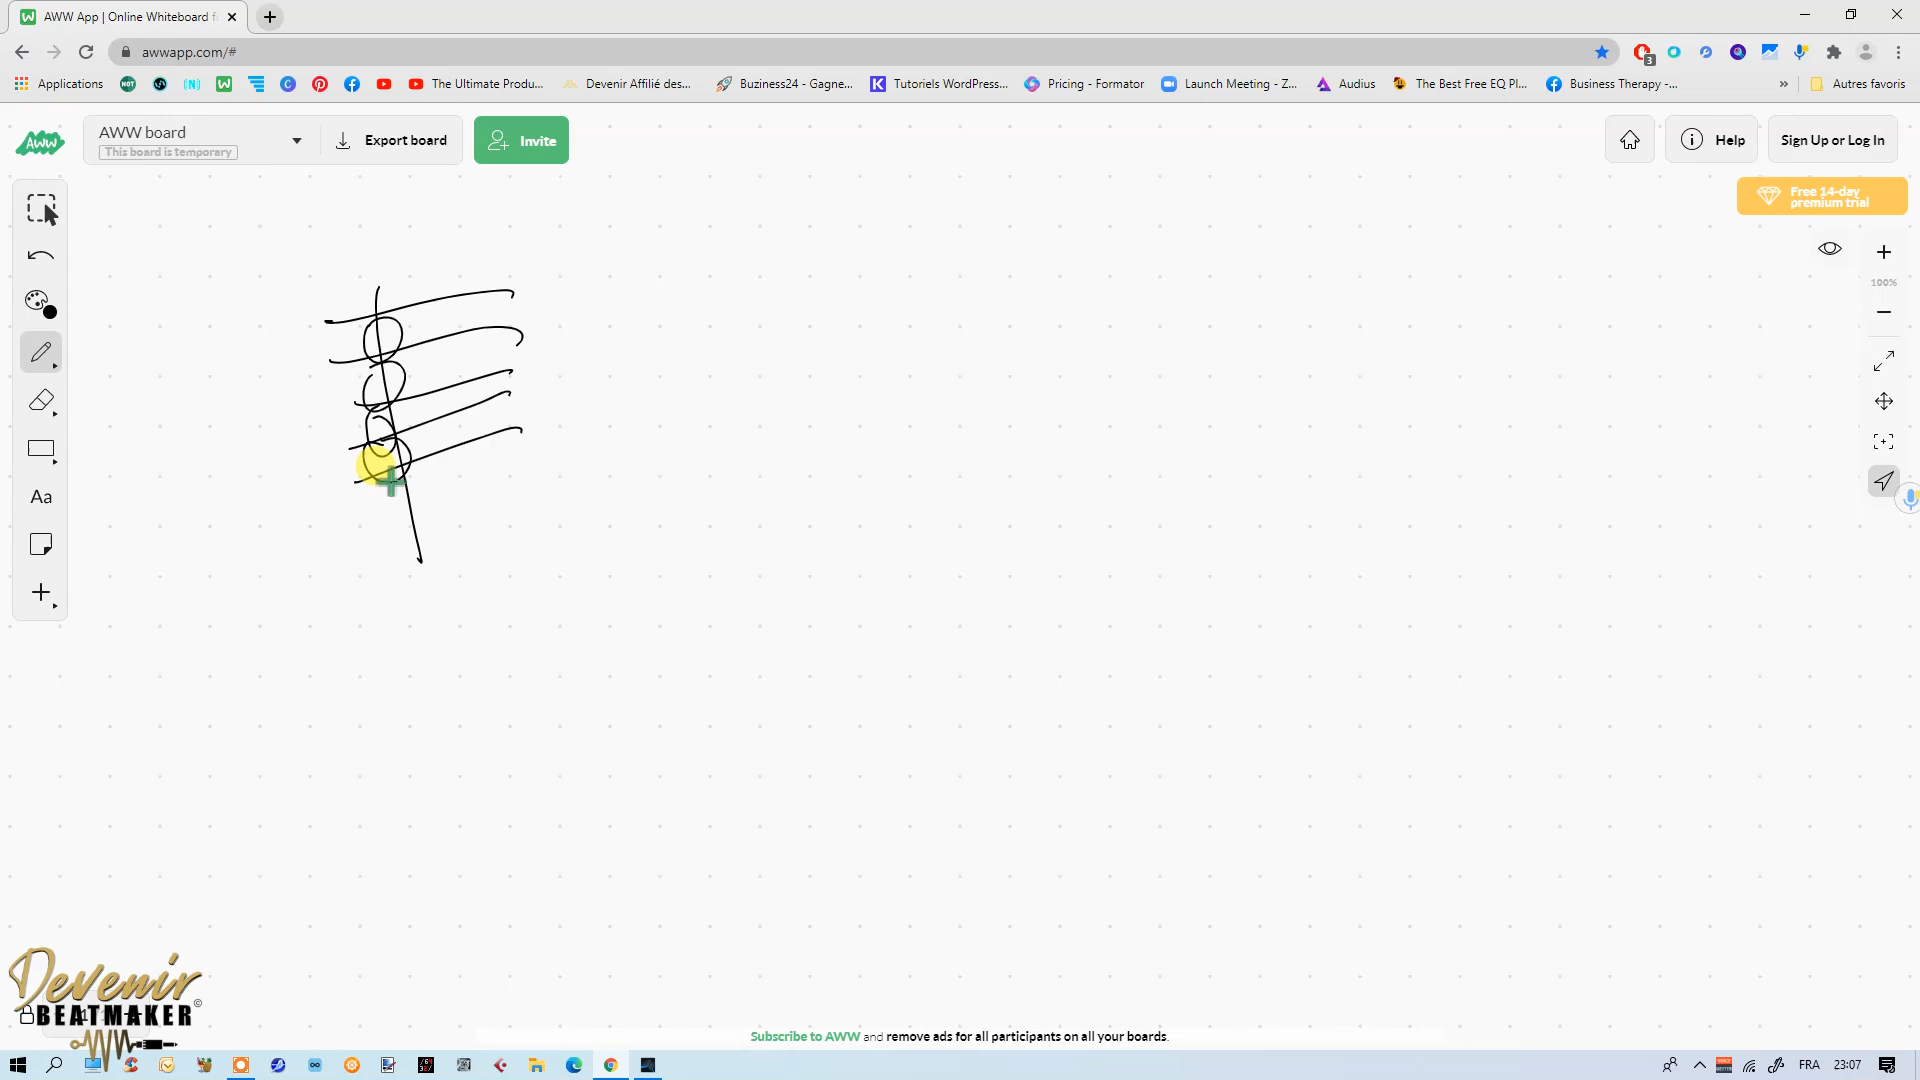 AWW App | Online Whiteboard f
awwapp.com/#
3
Applications
The Ultimate Produ...
Devenir Affilié des...
Buziness24 - Gagne...
Tutoriels WordPress...
Pricing - Formator
Launch Meeting - Z...
Audius
The Best Free EQ Pl...
Business Therapy -...
Autres favoris
AWW
AWW board
This board is temporary
Export board
Invite
Help
Sign Up or Log In
Free 14-day
premium trial
100%
Aa
Devenir
BEATMAKER
Subscribe to AWW and remove ads for all participants on all your boards.
FRA
23:07